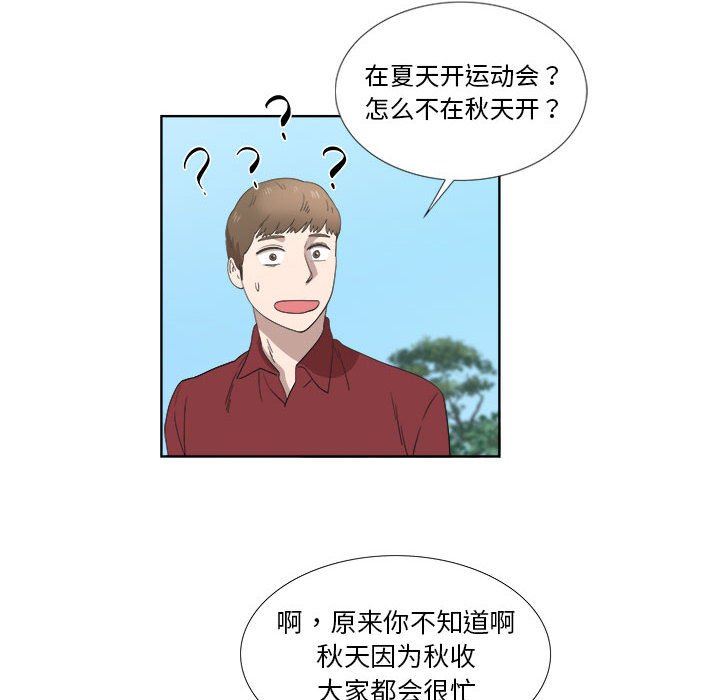 在夏天开运动会？
怎么不在秋天开？
？
？
？
？
啊，原来你不知道啊
秋天因为秋收
大家都会很忙